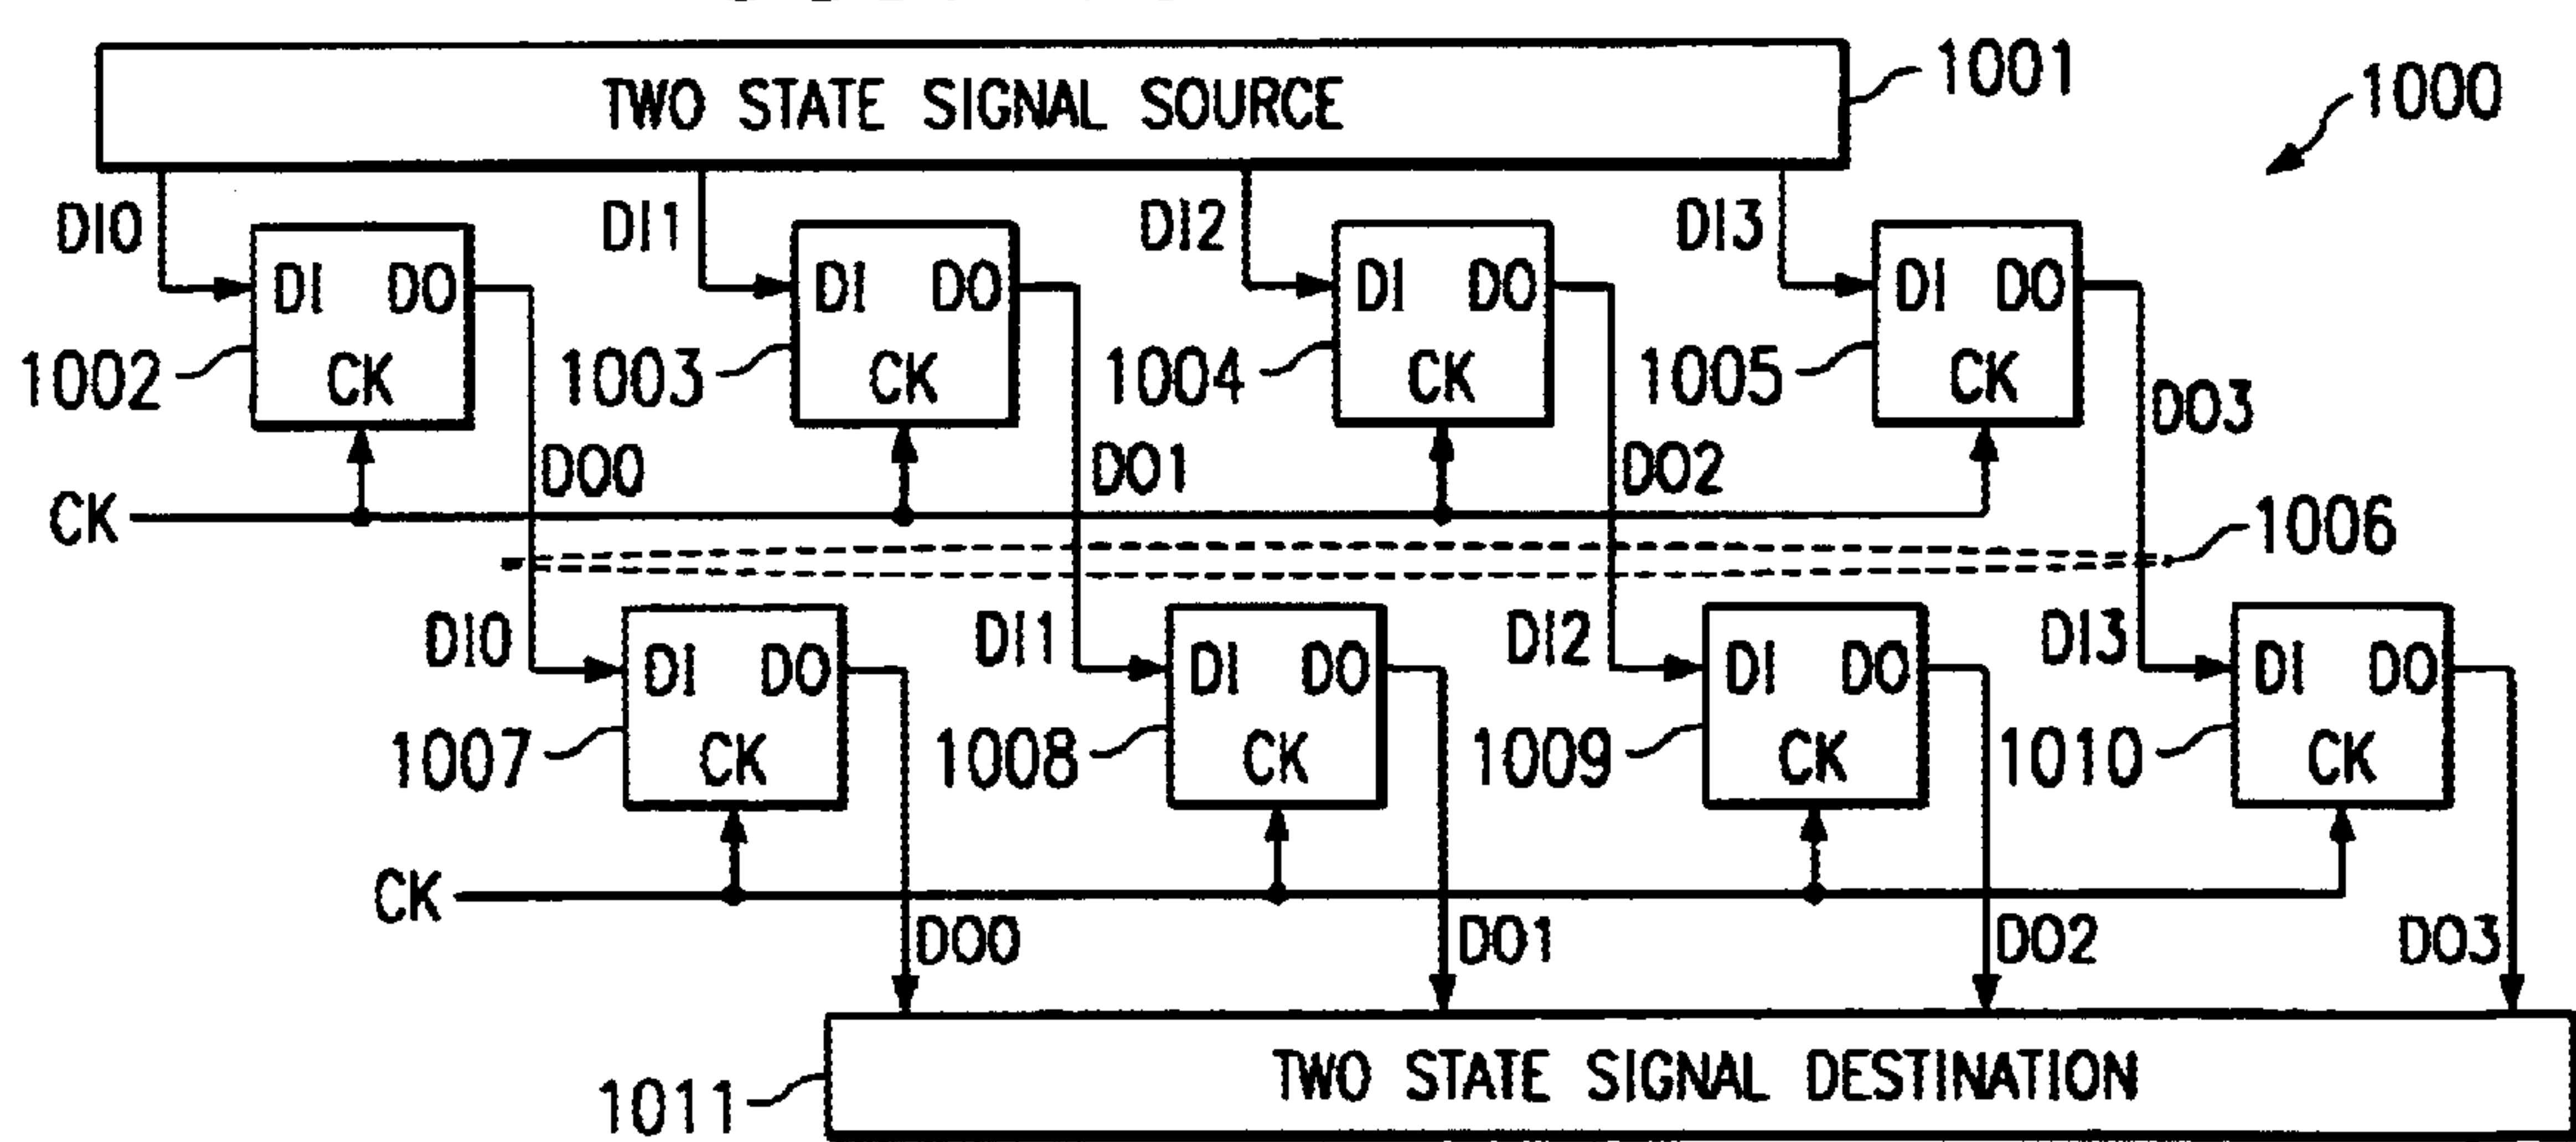 TWO STATE SIGNAL SOURCE
1001
1000
DI0
DI1
DI2
DI3
DI DO
DI DO
DI DO
DI DO
1002
CK
1003
CK
1004
CK
1005
CK
DO3
DO0
DO1
DO2
CK
1006
DI0
DI1
DI2
DI3
DI DO
DI DO
DI DO
DI DO
1007
CK
1008
CK
1009
CK
1010
CK
CK
DO0
DO1
DO2
DO3
TWO STATE SIGNAL DESTINATION
1011